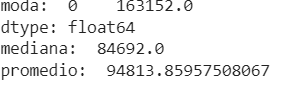 moda:  0    163152.0
dtype: float64
mediana:  84692.0
promedio:  94813.85957508067